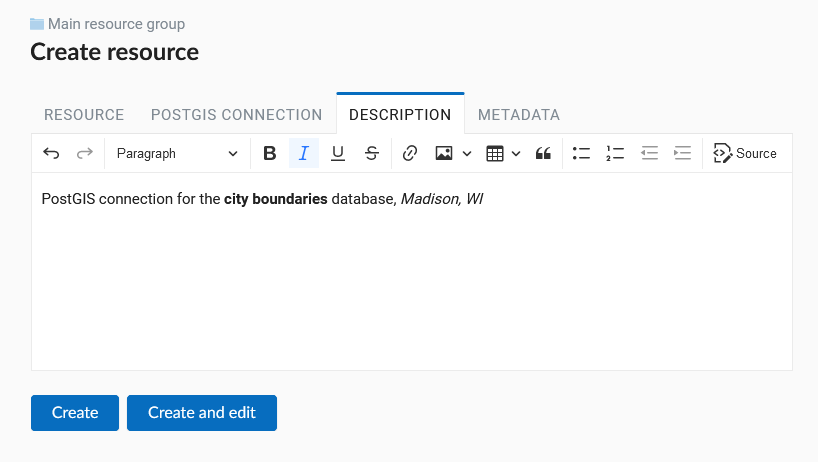 Main resource group
Create resource
RESOURCE POSTGIS CONNECTION DESCRIPTION METADATA
Paragraph B I U S Source
PostGIS connection for the city boundaries database, Madison, WI
Create Create and edit